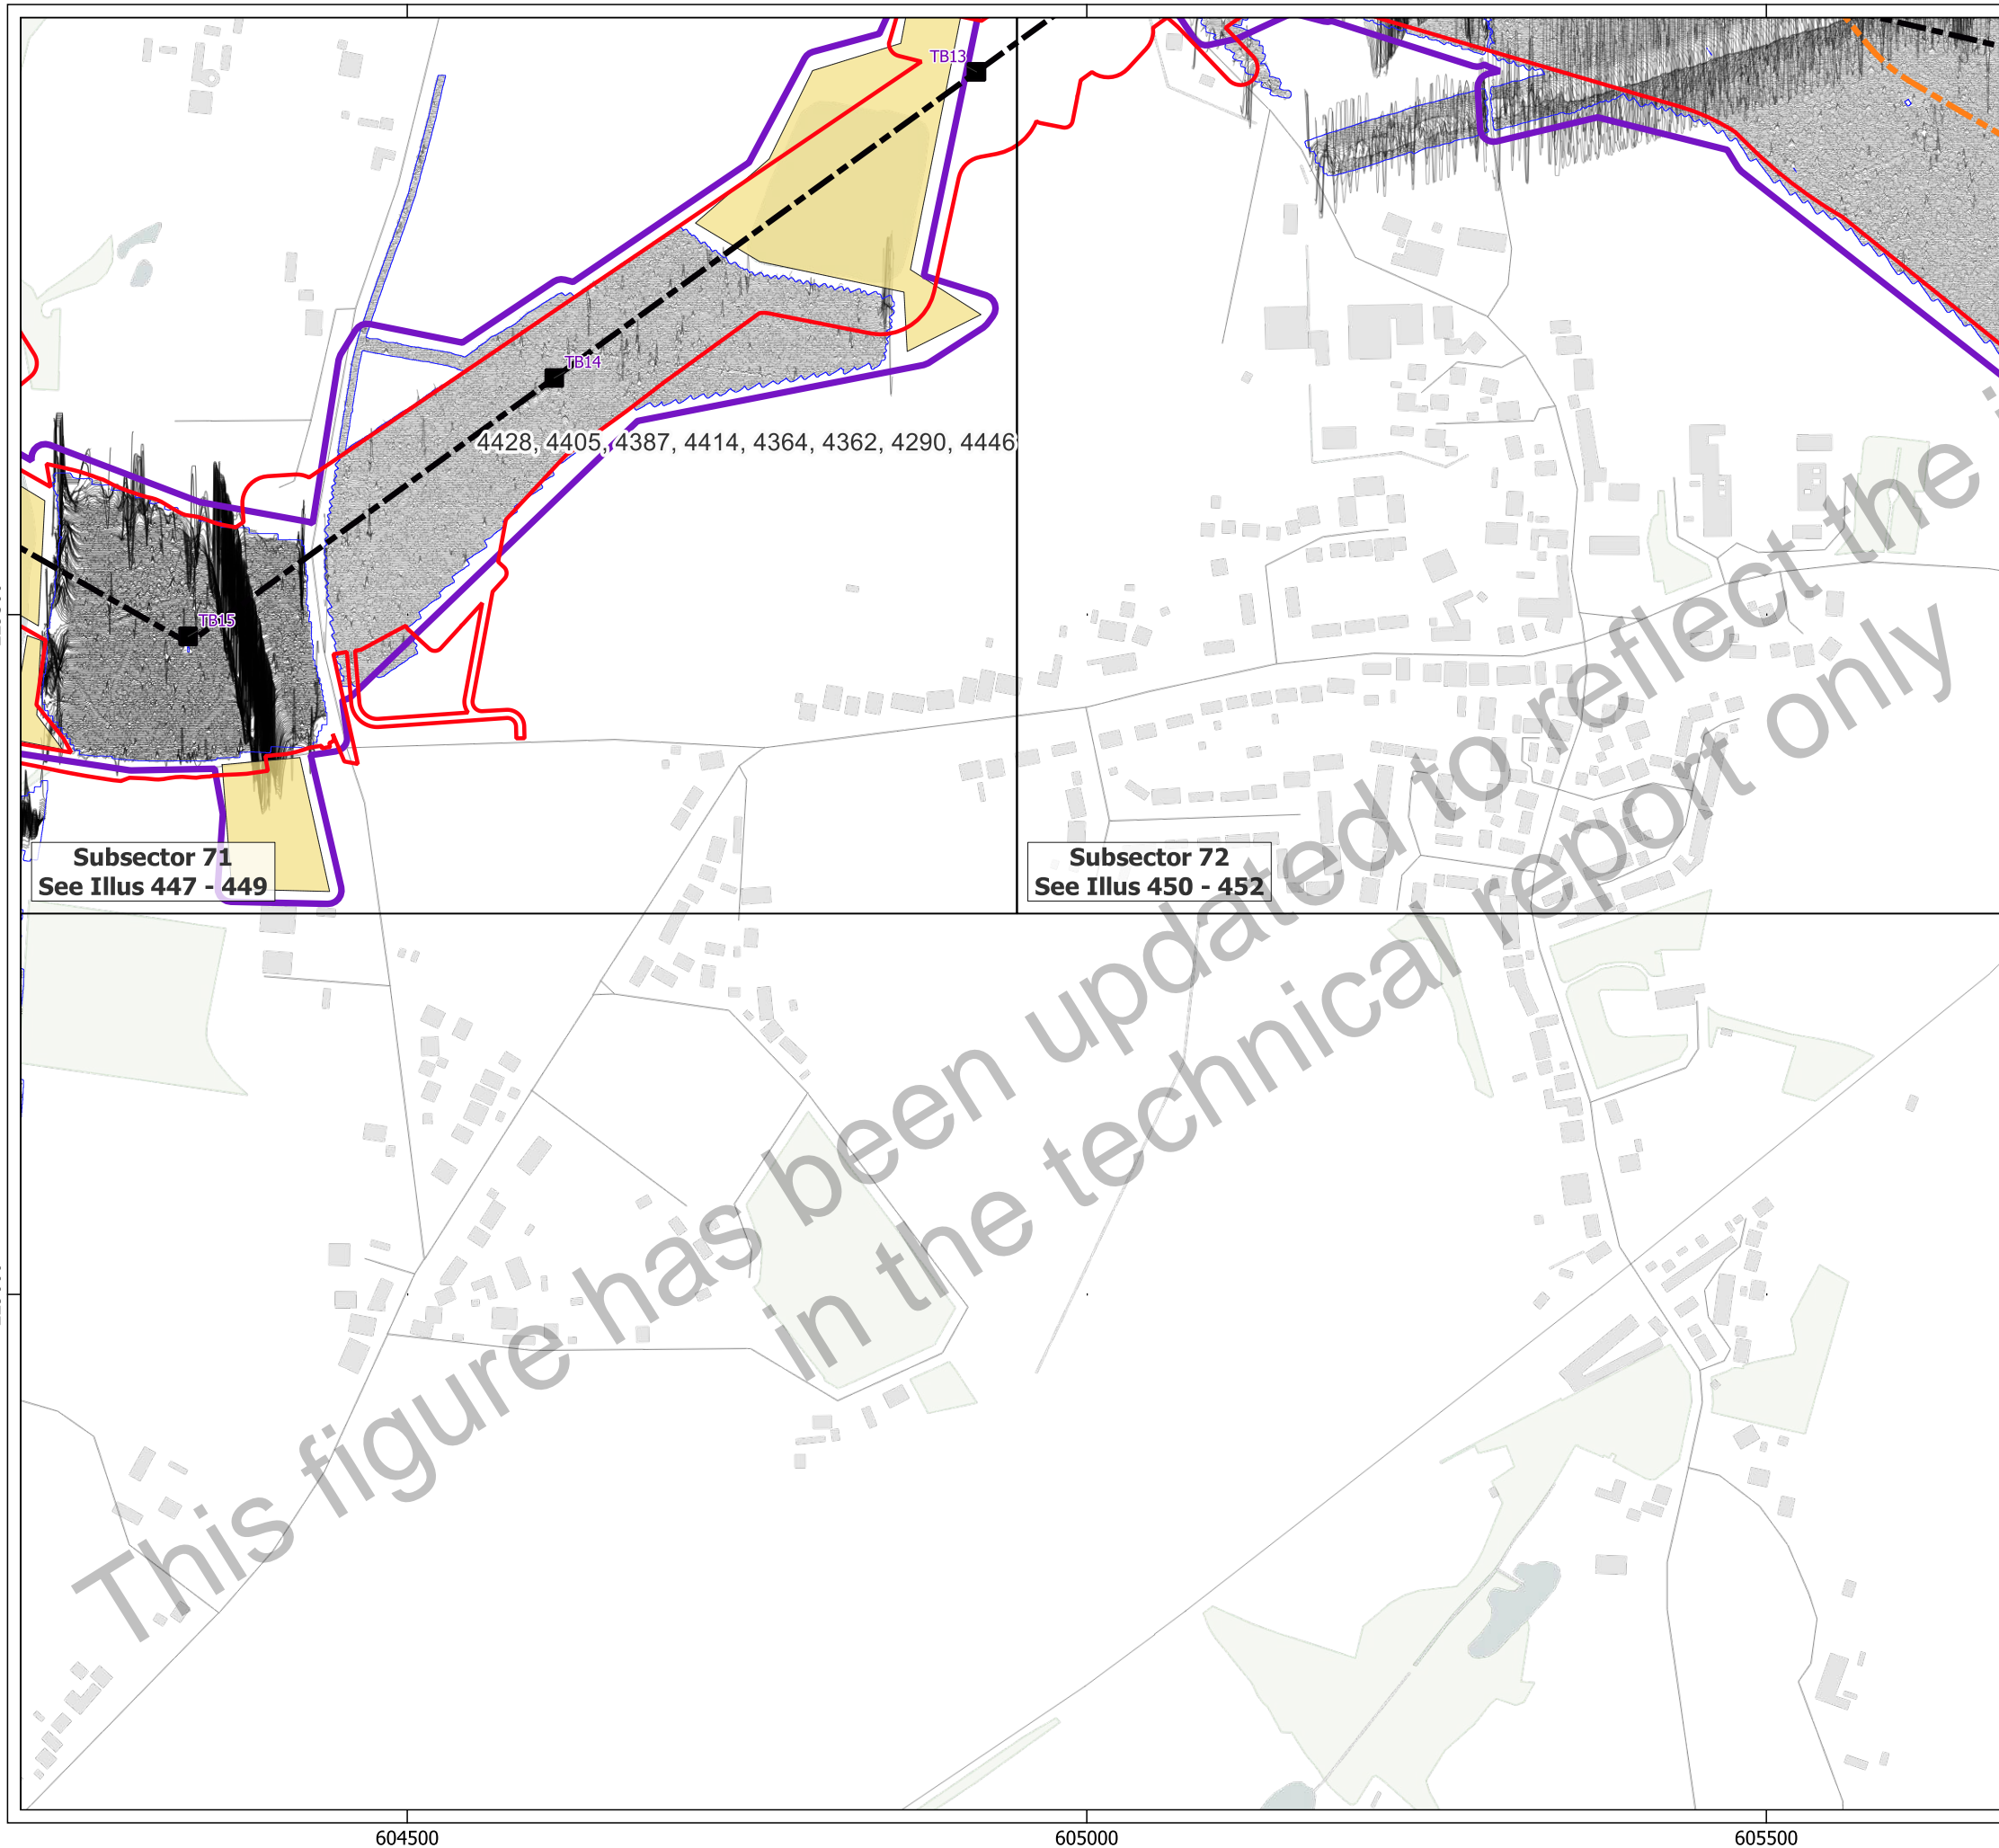 TB13
TB14
4428, 4405, 4387, 4414, 4364, 4362, 4290, 4446
TB15
Subsector 71
See Illus 447 - 449
Subsector 72
See Illus 450 - 452
This figure has been updated to reflect the
in the technical report only
604500
605000
605500